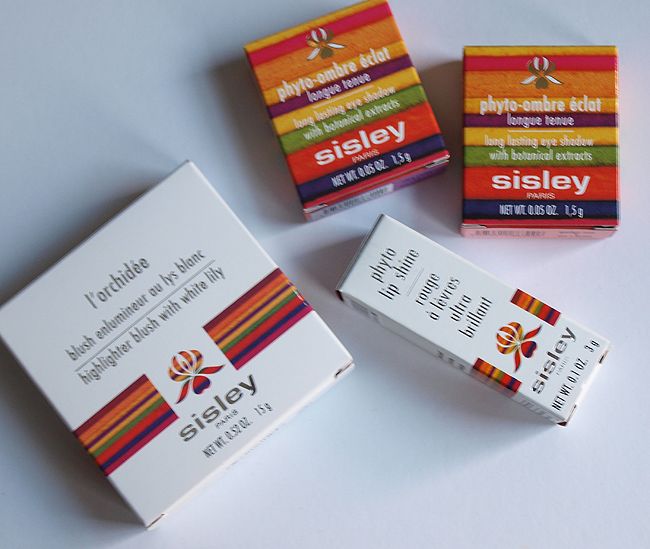 phyto-ombre éclat
longue tenue
long lasting eye shadow
with botanical extracts
sisley
PARIS
NET WT. 0.05 OZ. 1,5 g
phyto-ombre éclat
longue tenue
long lasting eye shadow
with botanical extracts
sisley
PARIS
NET WT. 0.05 OZ. 1,5 g
l'orchidée
blush enlumineur au lys blanc
highlighter blush with white lily
sisley
PARIS
NET WT. 0.52 OZ. 15 g
phyto
lip shine
rouge
à lèvres
ultra
brillant
sisley
PARIS
NET WT. 0.1 OZ. 3 g